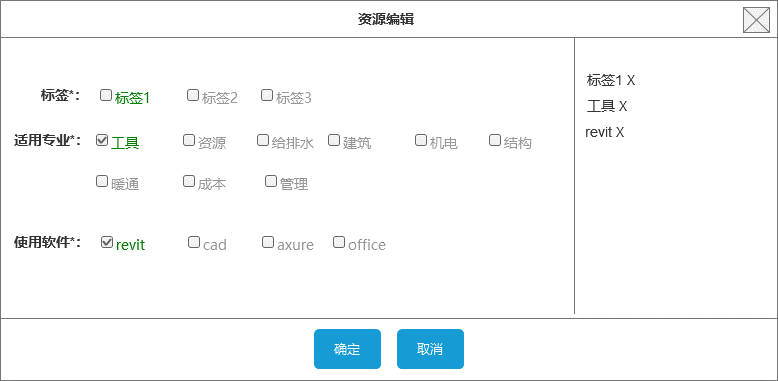 资源编辑
标签*: 标签1 标签2 标签3
适用专业*: 工具 资源 给排水 建筑 机电 结构
暖通 成本 管理
使用软件*: revit cad axure office
标签1 X
工具 X
revit X
确定 取消